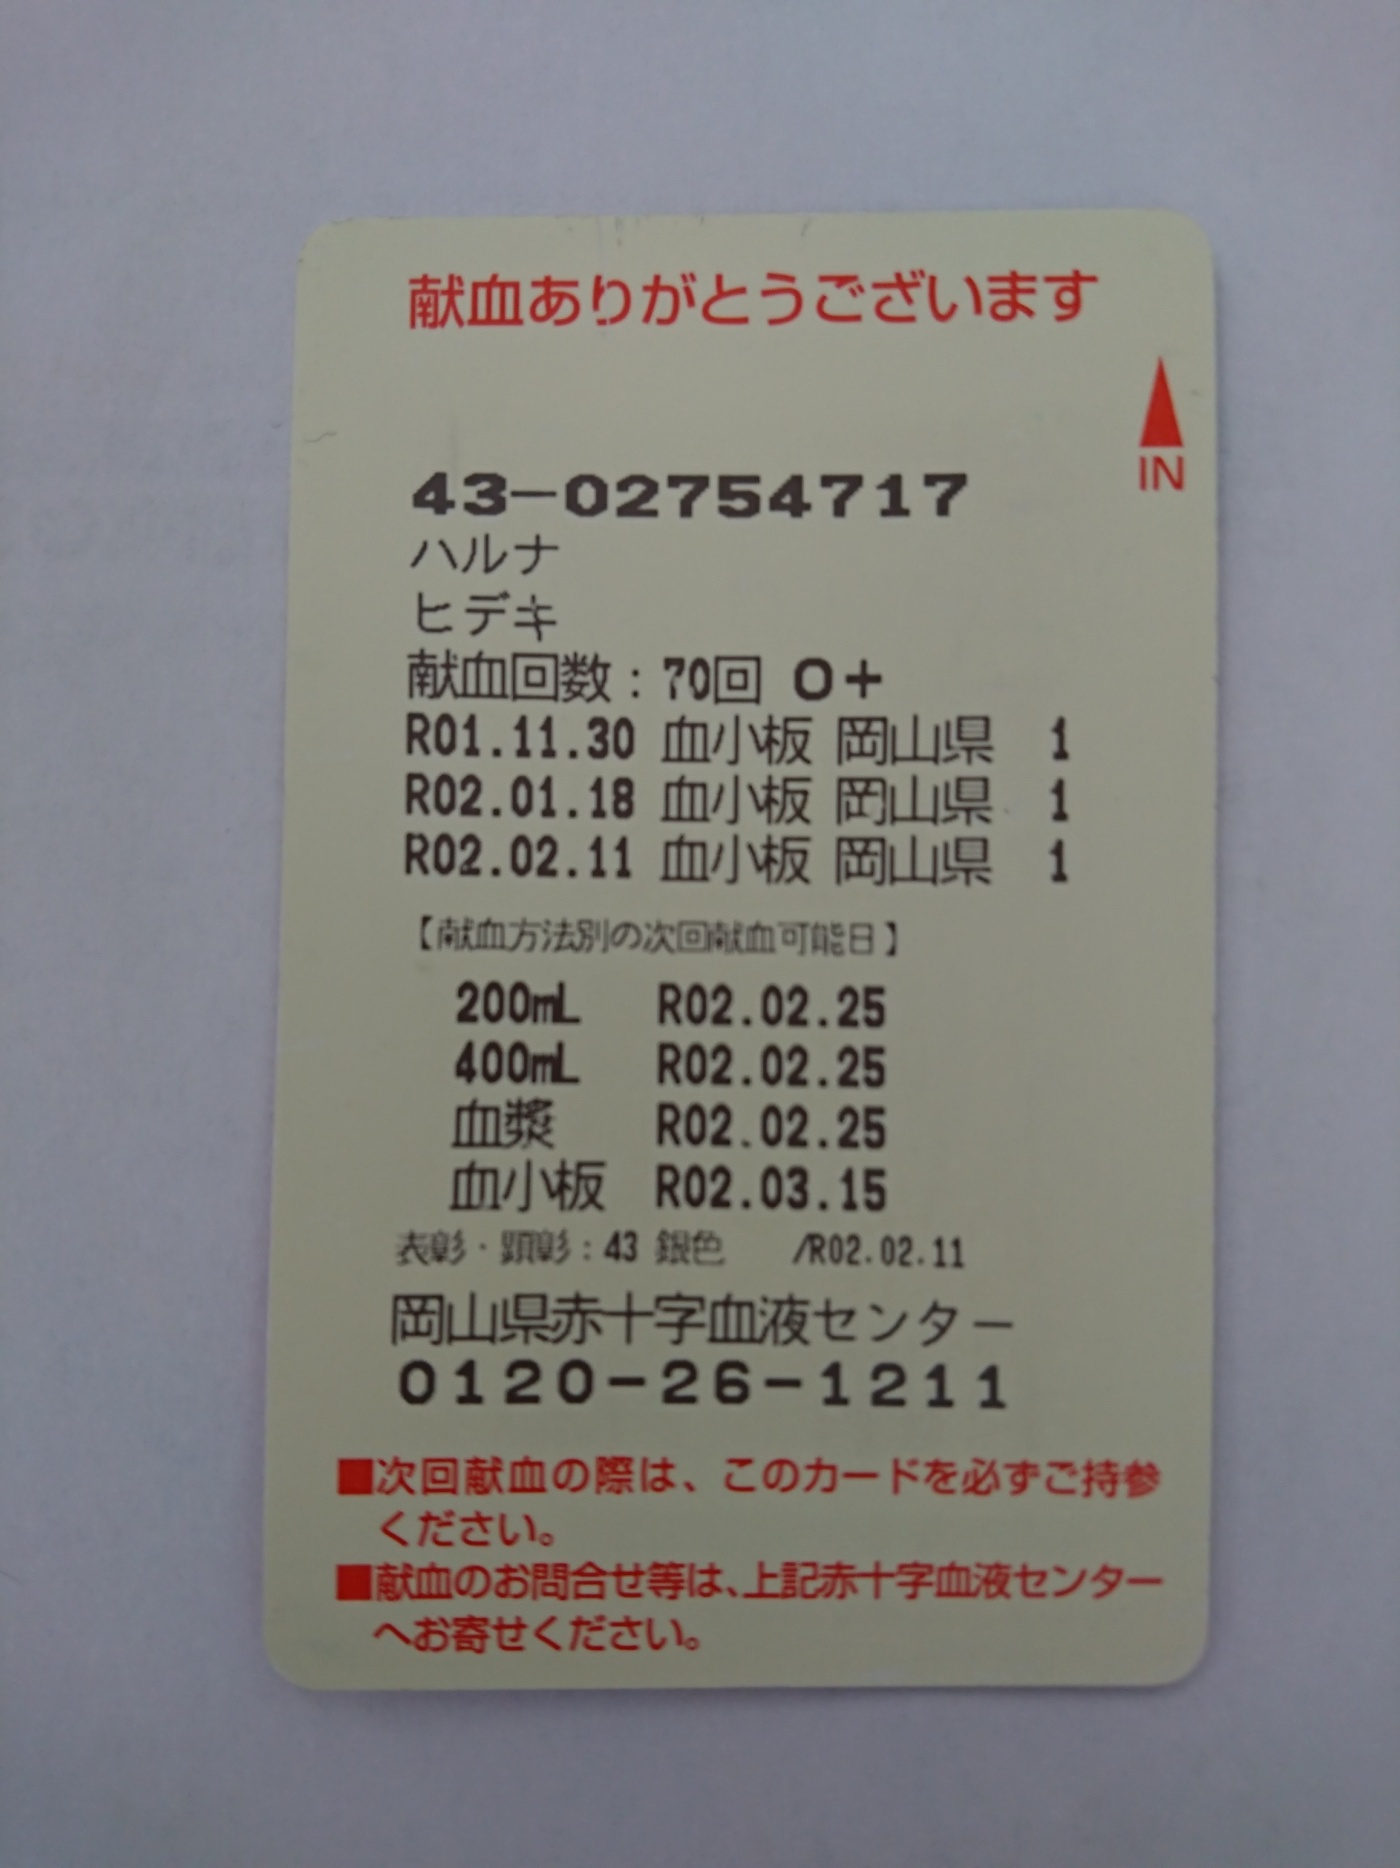 献血ありがとうございます
IN
43-02754717
ハルナ
ヒデキ
献血回数：70回 O+
R01.11.30 血小板 岡山県 1
R02.01.18 血小板 岡山県 1
R02.02.11 血小板 岡山県 1
【献血方法別の次回献血可能日】
200mL R02.02.25
400mL R02.02.25
血漿 R02.02.25
血小板 R02.03.15
表彰・顕彰：43 銀色 /R02.02.11
岡山県赤十字血液センター
0120-26-1211
■次回献血の際は、このカードを必ずご持参
ください。
■献血のお問合せ等は、上記赤十字血液センター
へお寄せください。